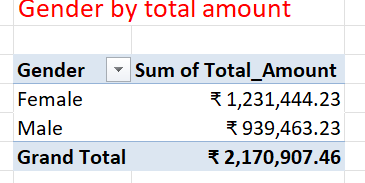 Gender by total amount
Gender Sum of Total_Amount
Female ₹ 1,231,444.23
Male ₹ 939,463.23
Grand Total ₹ 2,170,907.46